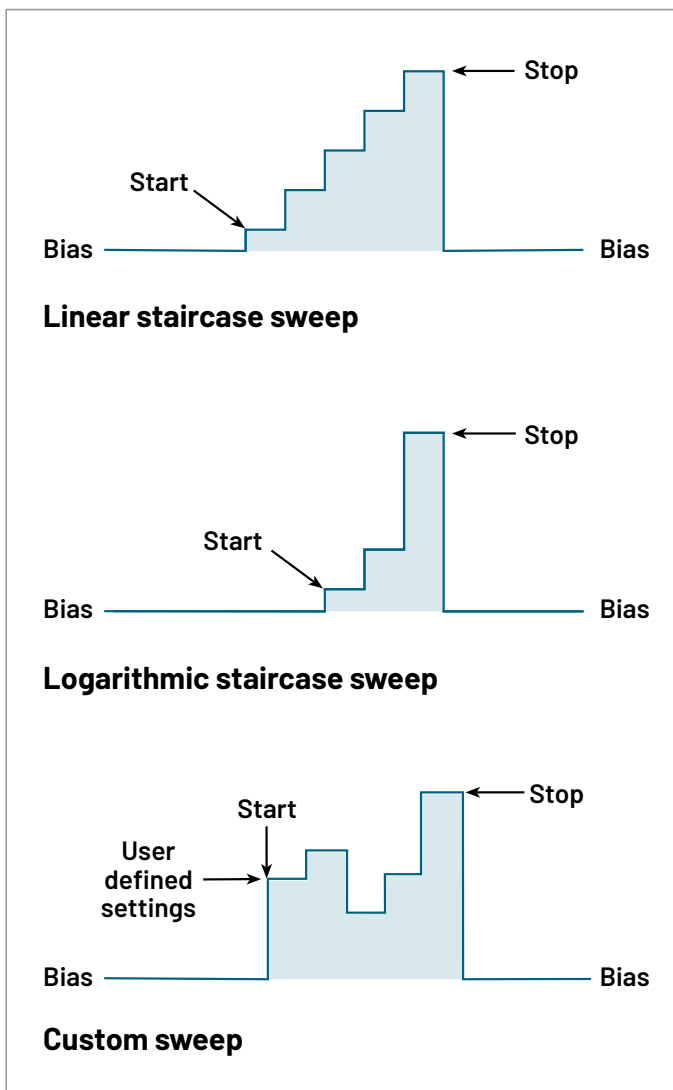 Stop
Start
Bias
Bias
Linear staircase sweep
Stop
Start
Bias
Bias
Logarithmic staircase sweep
Stop
Start
User
defined
settings
Bias
Bias
Custom sweep